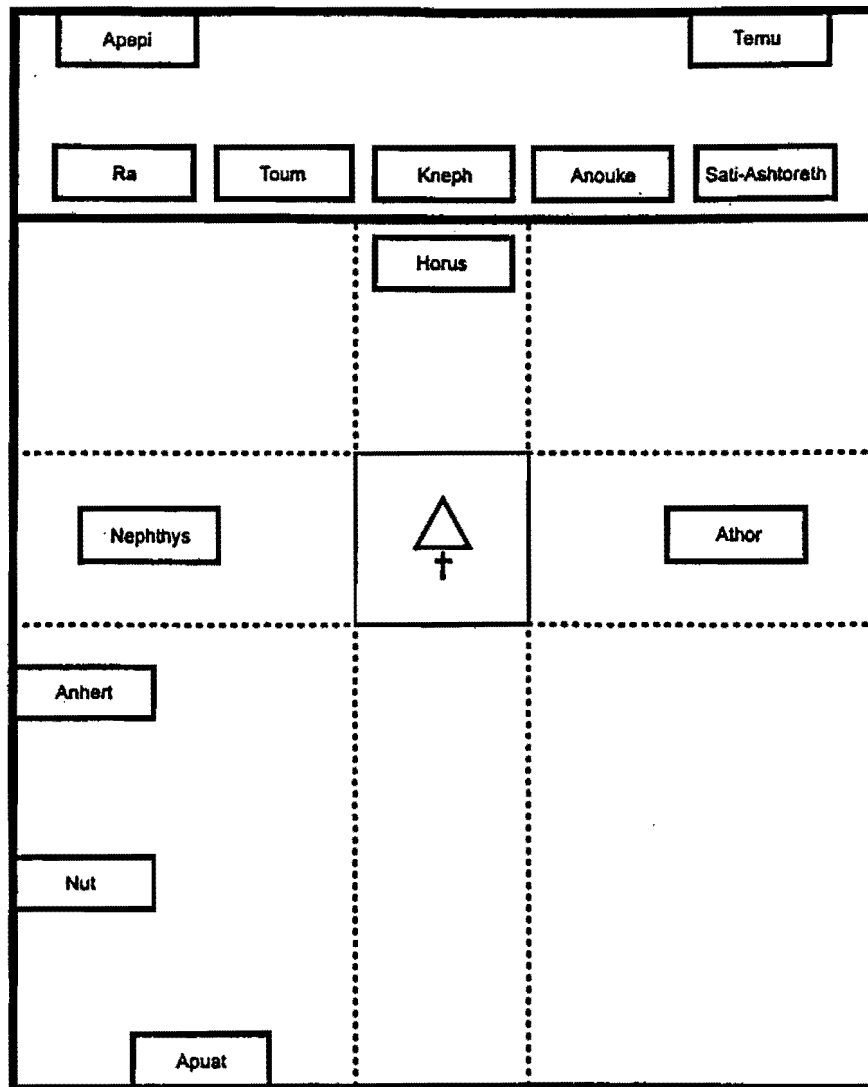 Apepi Temu
Ra Toum Kneph Anouke Sati-Ashtoreth
Horus
Nephthys Athor
Anhert
Nut
Apuat